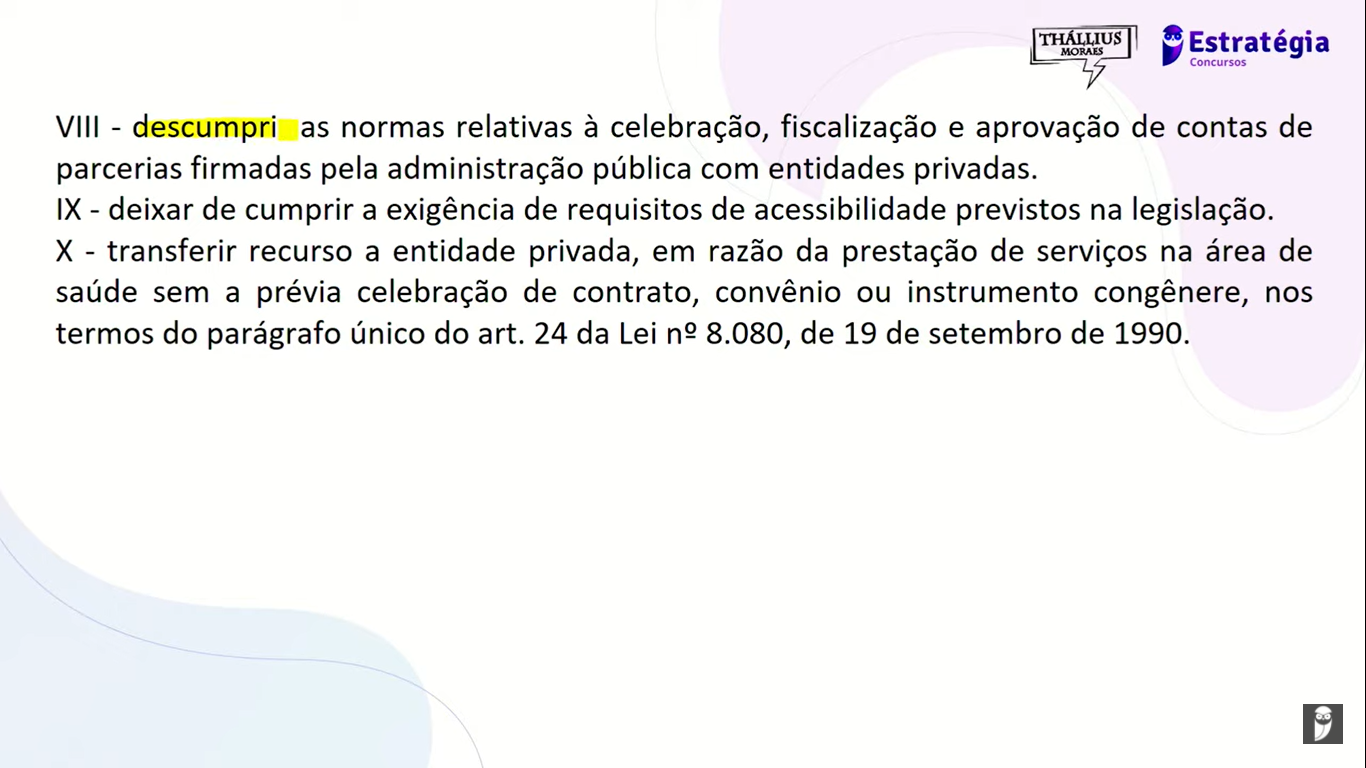 THÁLLIUS
MORAES
Estratégia
Concursos
VIII - descumpri as normas relativas à celebração, fiscalização e aprovação de contas de
parcerias firmadas pela administração pública com entidades privadas.
IX - deixar de cumprir a exigência de requisitos de acessibilidade previstos na legislação.
X - transferir recurso a entidade privada, em razão da prestação de serviços na área de
saúde sem a prévia celebração de contrato, convênio ou instrumento congênere, nos
termos do parágrafo único do art. 24 da Lei nº 8.080, de 19 de setembro de 1990.